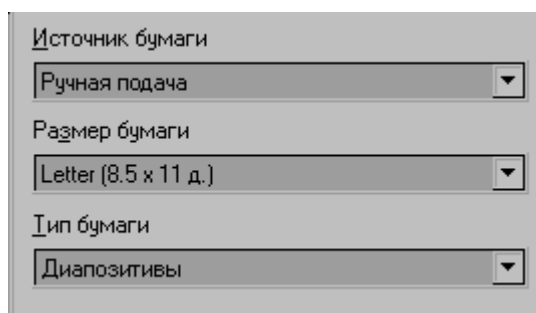 Источник бумаги
Ручная подача
Размер бумаги
Letter (8.5 x 11 д.)
Тип бумаги
Диапозитивы